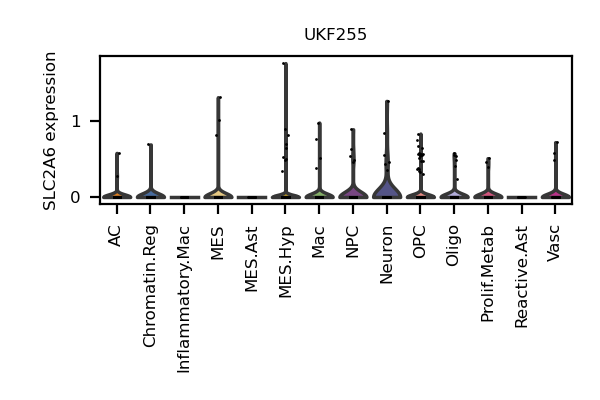 UKF255
SLC2A6 expression
1
0
AC
Chromatin.Reg
Inflammatory.Mac
MES
MES.Ast
MES.Hyp
Mac
NPC
Neuron
OPC
Oligo
Prolif.Metab
Reactive.Ast
Vasc